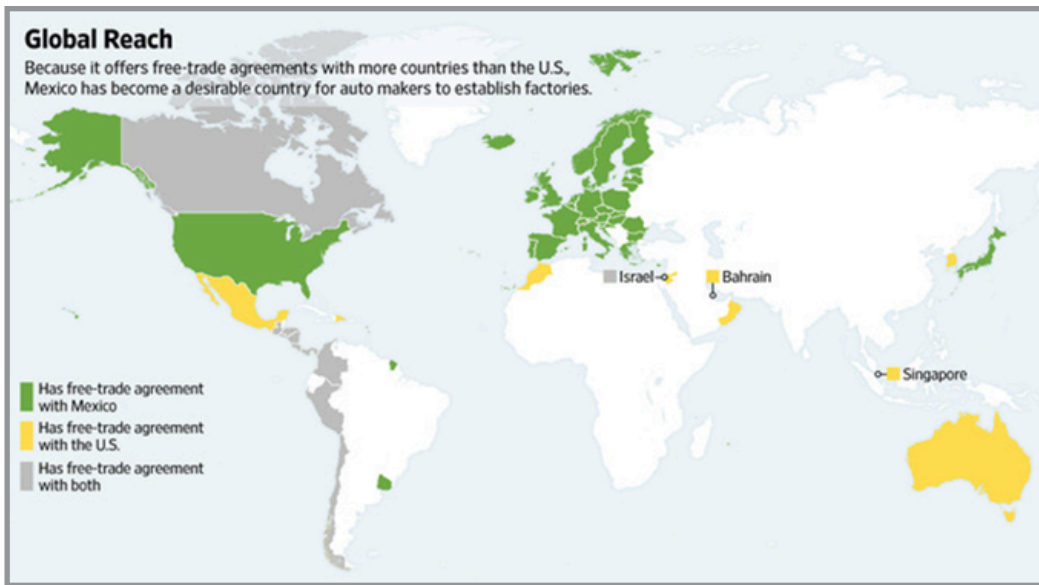 Global Reach
Because it offers free-trade agreements with more countries than the U.S.,
Mexico has become a desirable country for auto makers to establish factories.
Israel
Bahrain
Singapore
Has free-trade agreement
with Mexico
Has free-trade agreement
with the U.S.
Has free-trade agreement
with both